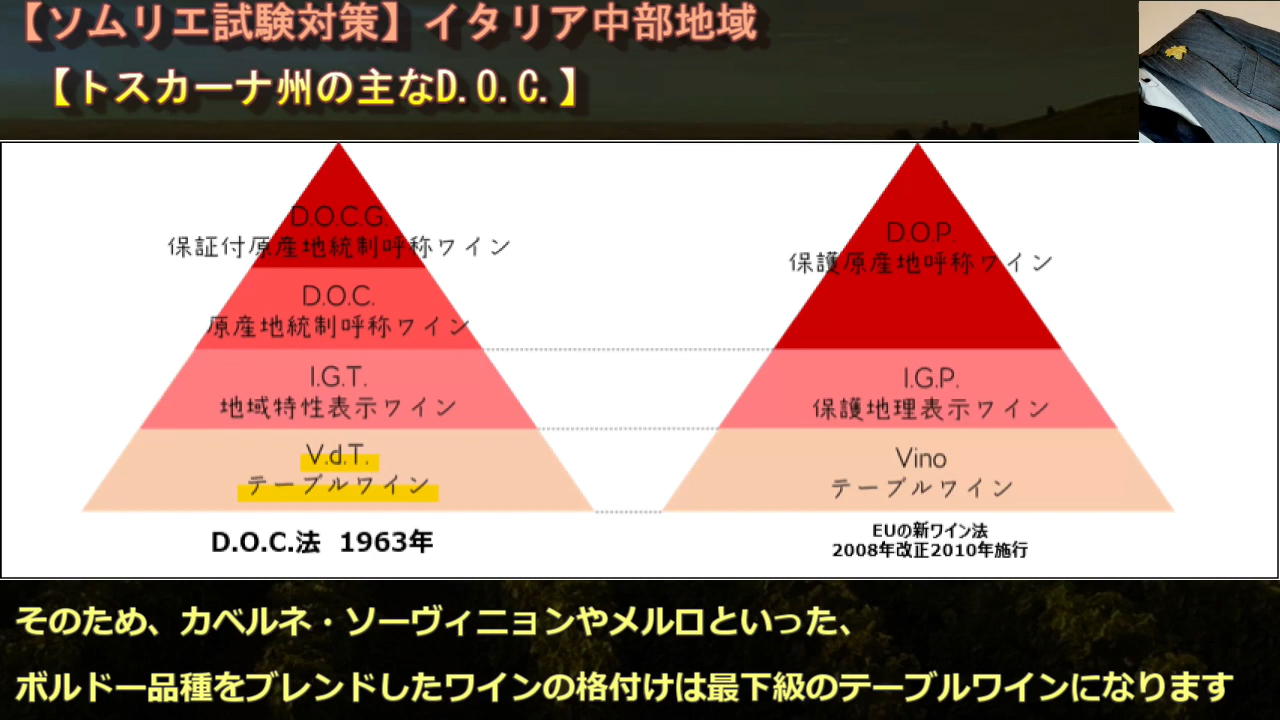 【ソムリエ試験対策】イタリア中部地域
【トスカーナ州の主なD.O.C.】
D.O.C.G.
保証付原産地統制呼称ワイン
D.O.C.
原産地統制呼称ワイン
I.G.T.
地域特性表示ワイン
V.d.T.
テーブルワイン
D.O.C.法 1963年
D.O.P.
保護原産地呼称ワイン
I.G.P.
保護地理表示ワイン
Vino
テーブルワイン
EUの新ワイン法
2008年改正2010年施行
そのため、カベルネ・ソーヴィニョンやメルロといった、
ボルドー品種をブレンドしたワインの格付けは最下級のテーブルワインになります